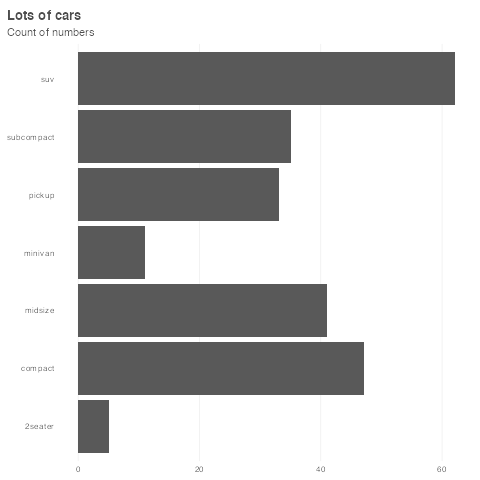 Lots of cars
Count of numbers
suv
subcompact
pickup
minivan
midsize
compact
2seater
0 20 40 60